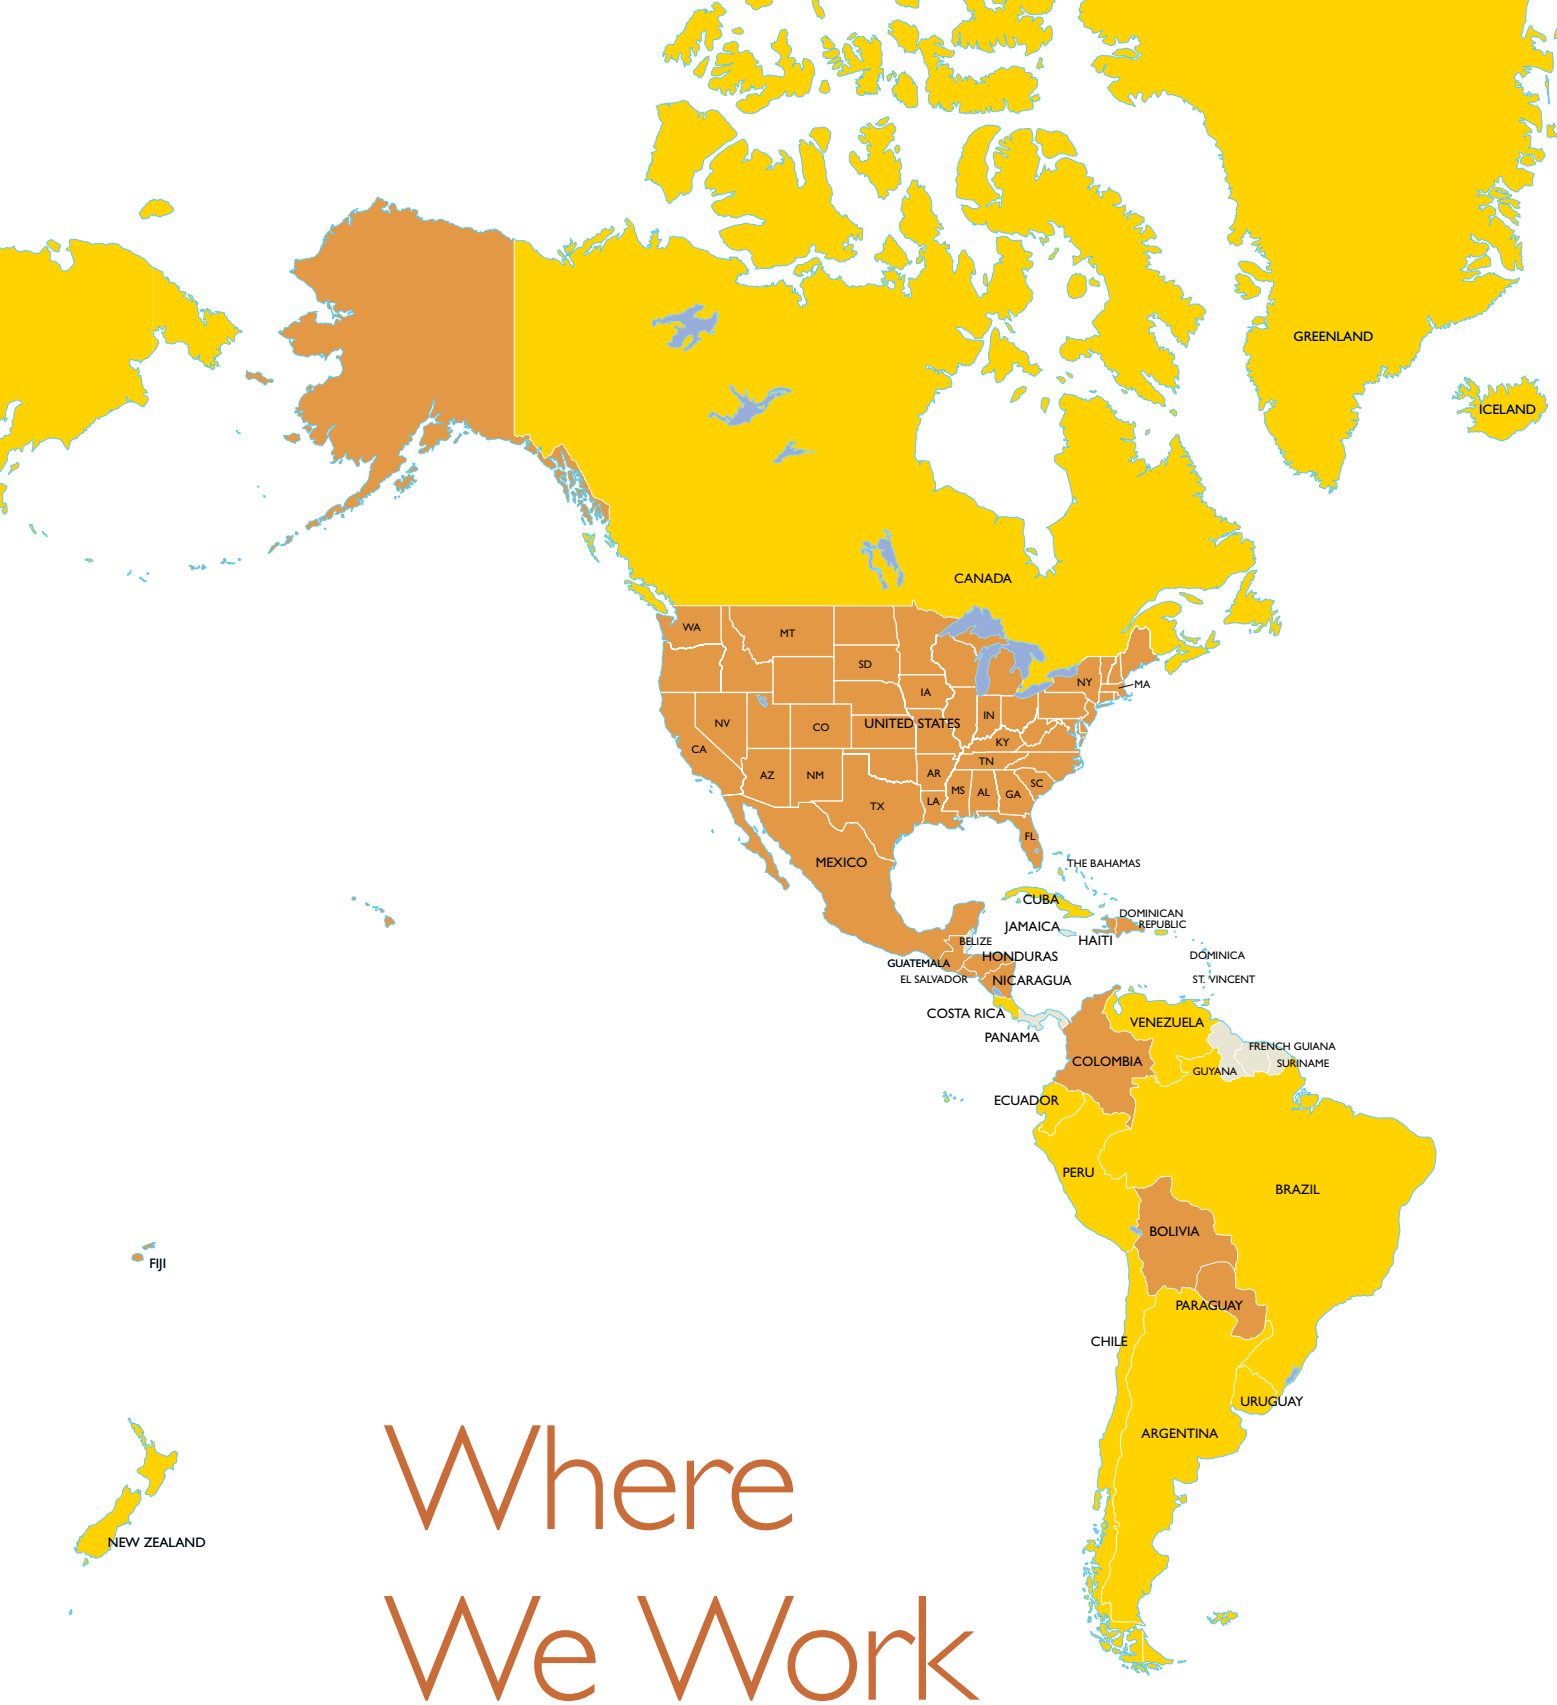 GREENLAND
ICELAND
CANADA
WA
MT
SD
NY
MA
IA
NV
CO
UNITED STATES
IN
CA
KY
AZ
NM
TN
AR
SC
MS
AL
GA
LA
TX
FL
MEXICO
THE BAHAMAS
CUBA
DOMINICAN
REPUBLIC
JAMAICA
HAITI
BELIZE
HONDURAS
GUATEMALA
EL SALVADOR
NICARAGUA
DOMINICA
ST. VINCENT
COSTA RICA
PANAMA
VENEZUELA
FRENCH GUIANA
SURINAME
GUYANA
COLOMBIA
ECUADOR
PERU
BRAZIL
BOLIVIA
FIJI
PARAGUAY
CHILE
URUGUAY
ARGENTINA
NEW ZEALAND
Where
We Work